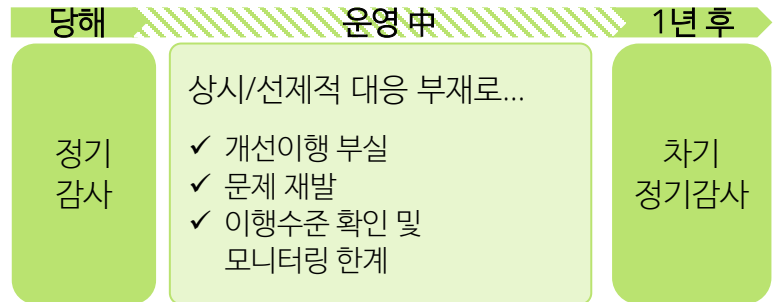 당해 운영 中 1년 후
정기
감사
상시/선제적 대응 부재로...
✓ 개선이행 부실
✓ 문제 재발
✓ 이행수준 확인 및
모니터링 한계
차기
정기감사